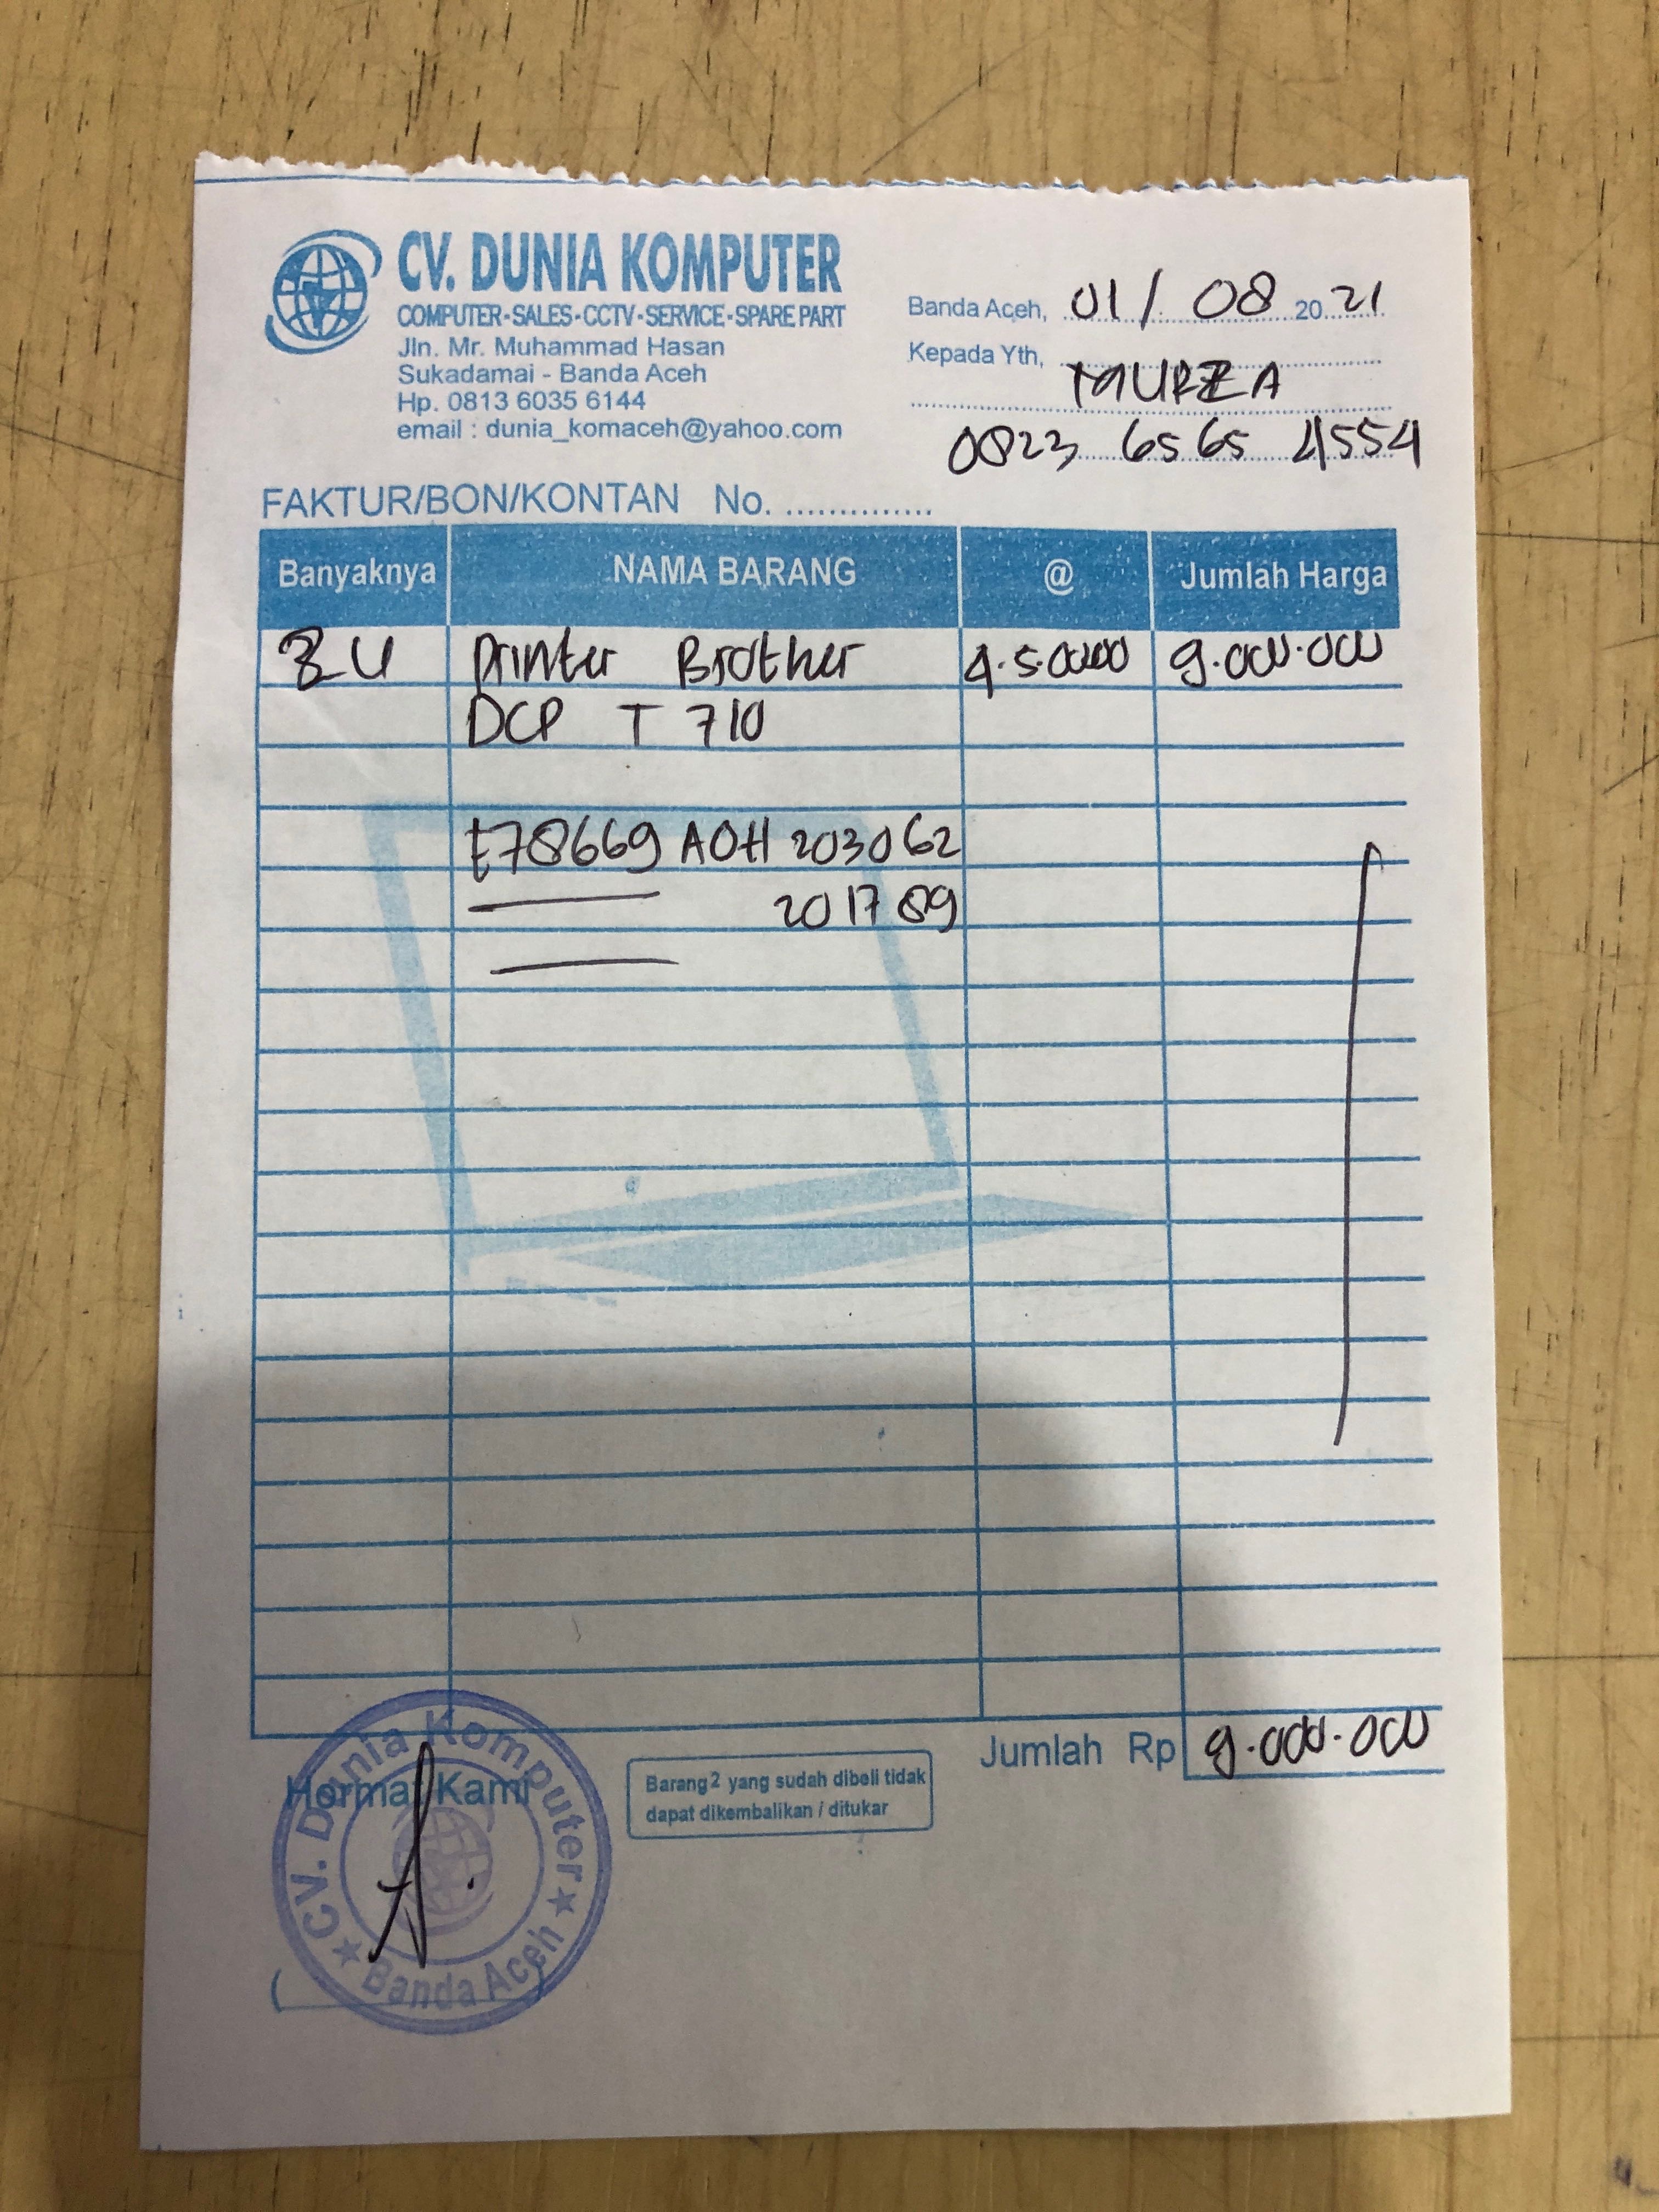 CV. DUNIA KOMPUTER
COMPUTER-SALES-CCTV-SERVICE-SPARE PART
Jln. Mr. Muhammad Hasan
Sukadamai - Banda Aceh
Hp. 0813 6035 6144
email : dunia_komaceh@yahoo.com
Banda Aceh, 01/ 08 20 21
Kepada Yth,
MURZA
0823 6565 4554
FAKTUR/BON/KONTAN No. ...............
Banyaknya NAMA BARANG @ Jumlah Harga
2 U Printer Brother 4.500.000 9.000.000
DCP T 710
E78669 A0H 203062
201789
Jumlah Rp 9.000.000
Hormat Kami
Barang2 yang sudah dibeli tidak
dapat dikembalikan / ditukar
CV. Dunia Komputer
Banda Aceh